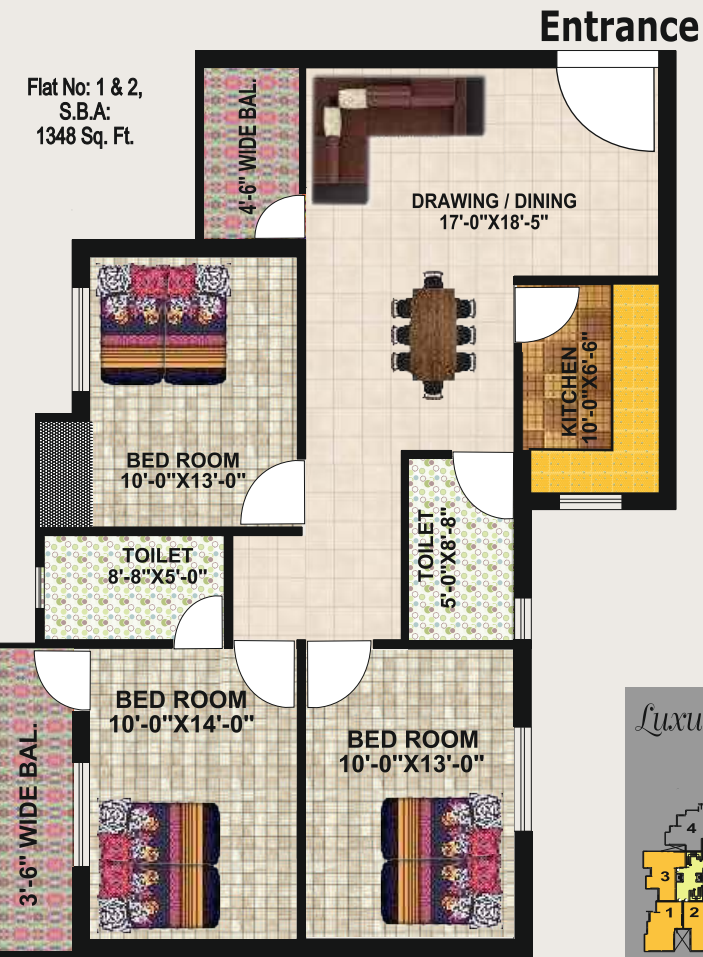 Entrance
Flat No: 1 & 2,
S.B.A:
1348 Sq. Ft.
4'-6" WIDE BAL.
DRAWING / DINING
17'-0"X18'-5"
KITCHEN
10'-0"X6'-6"
BED ROOM
10'-0"X13'-0"
TOILET
5'-0"X8'-8"
TOILET
8'-8"X5'-0"
BED ROOM
10'-0"X14'-0"
BED ROOM
10'-0"X13'-0"
3'-6" WIDE BAL.
Luxu
4
3
1 2